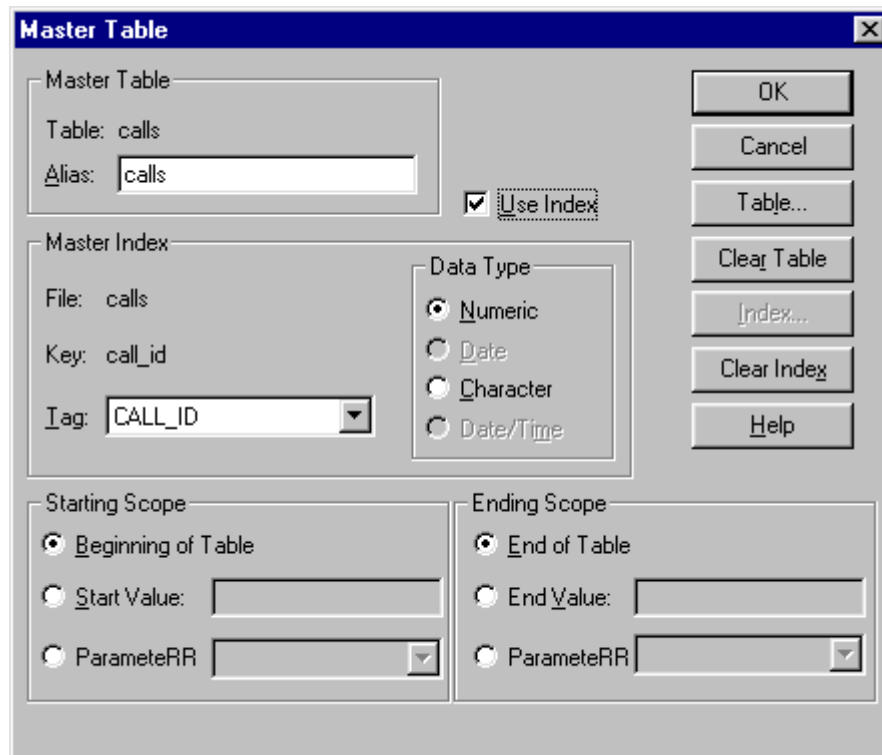 Master Table
Master Table
Table: calls
Alias: calls
Use Index
OK
Cancel
Table...
Clear Table
Index...
Clear Index
Help
Master Index
File: calls
Key: call_id
Tag: CALL_ID
Data Type
Numeric
Date
Character
Date/Time
Starting Scope
Beginning of Table
Start Value:
ParameteRR
Ending Scope
End of Table
End Value:
ParameteRR